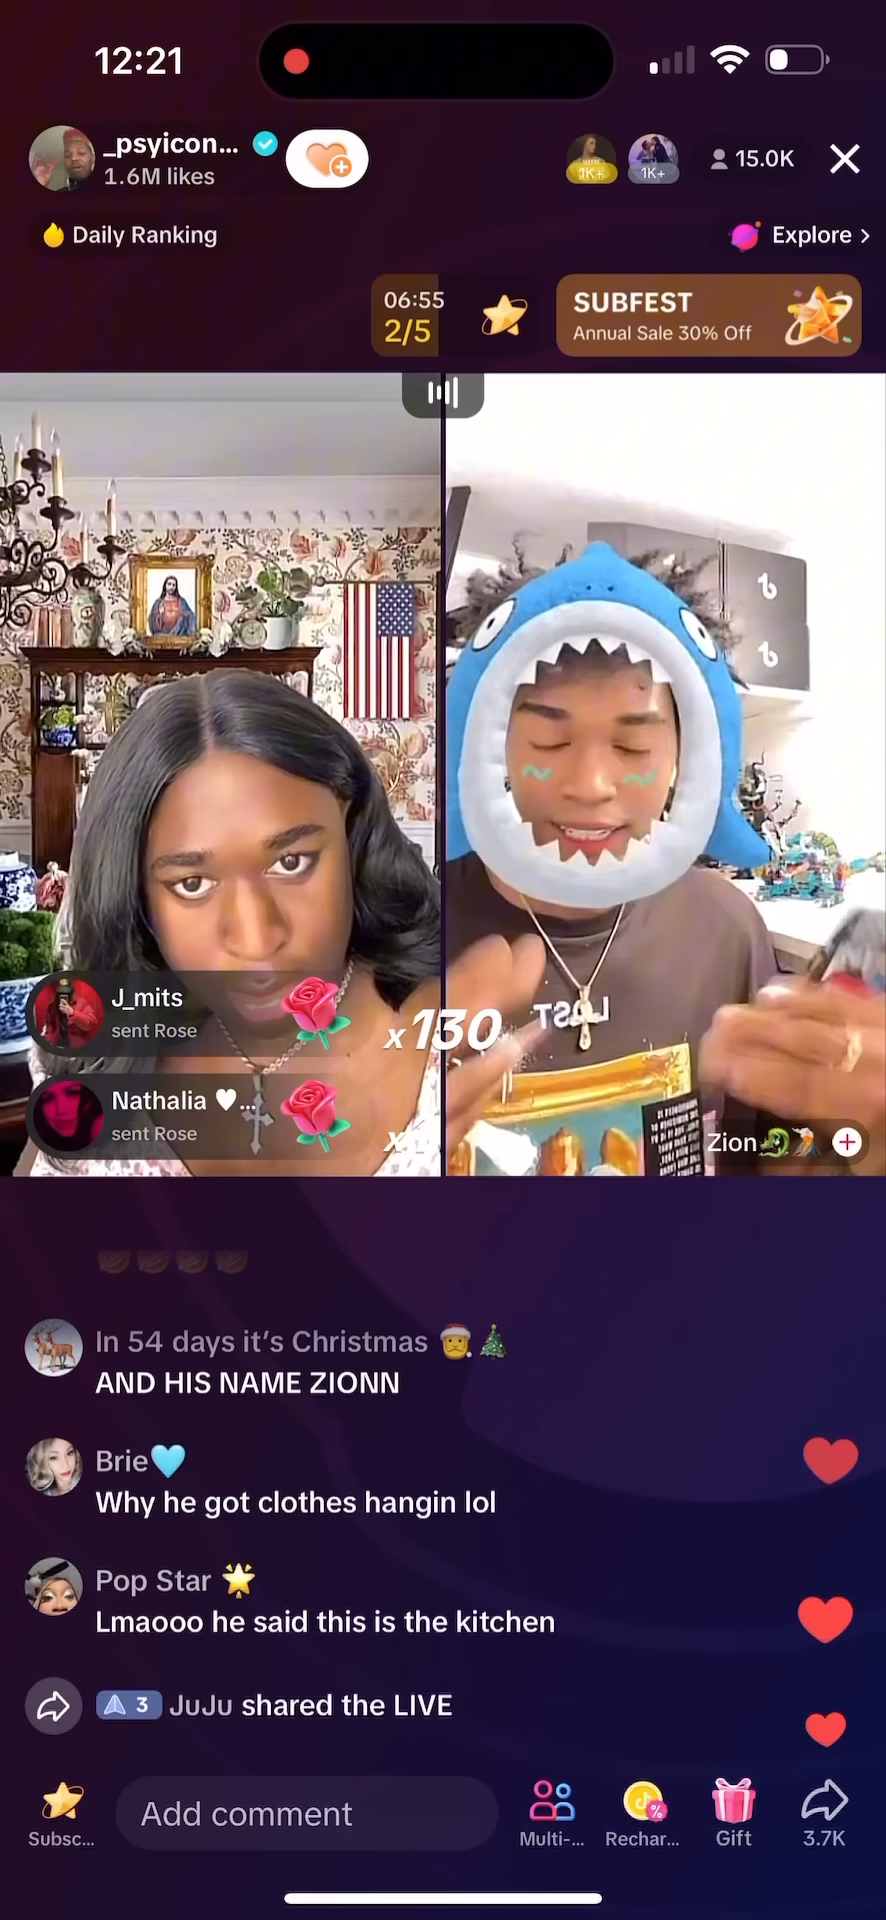 12:21
_psyicon...
1.6M likes
1K+
1K+
15.0K
Daily Ranking
Explore >
06:55
2/5
SUBFEST
Annual Sale 30% Off
J_mits
sent Rose
x130
LOST
Nathalia 🤍...
sent Rose
x
Zion🐉🌋
In 54 days it’s Christmas 🎅🎄
AND HIS NAME ZIONN
Brie🩵
Why he got clothes hangin lol
Pop Star 🌟
Lmaooo he said this is the kitchen
3 JuJu shared the LIVE
Add comment
Subsc...
Multi-...
Rechar...
Gift
3.7K